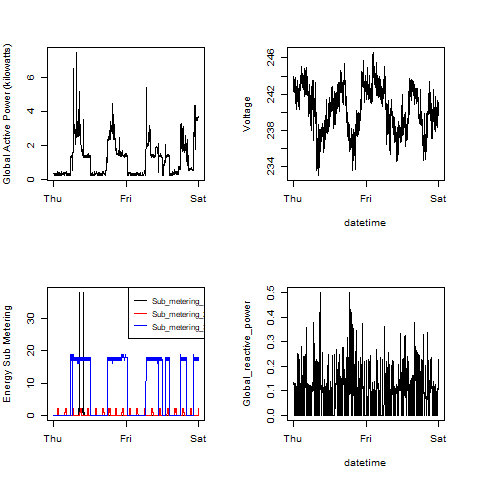 Global Active Power (kilowatts)
0 2 4 6
Thu Fri Sat
Voltage
234 238 242 246
Thu Fri Sat
datetime
Energy Sub Metering
0 10 20 30
Sub_metering_
Sub_metering_
Sub_metering_
Thu Fri Sat
Global_reactive_power
0.0 0.1 0.2 0.3 0.4 0.5
Thu Fri Sat
datetime